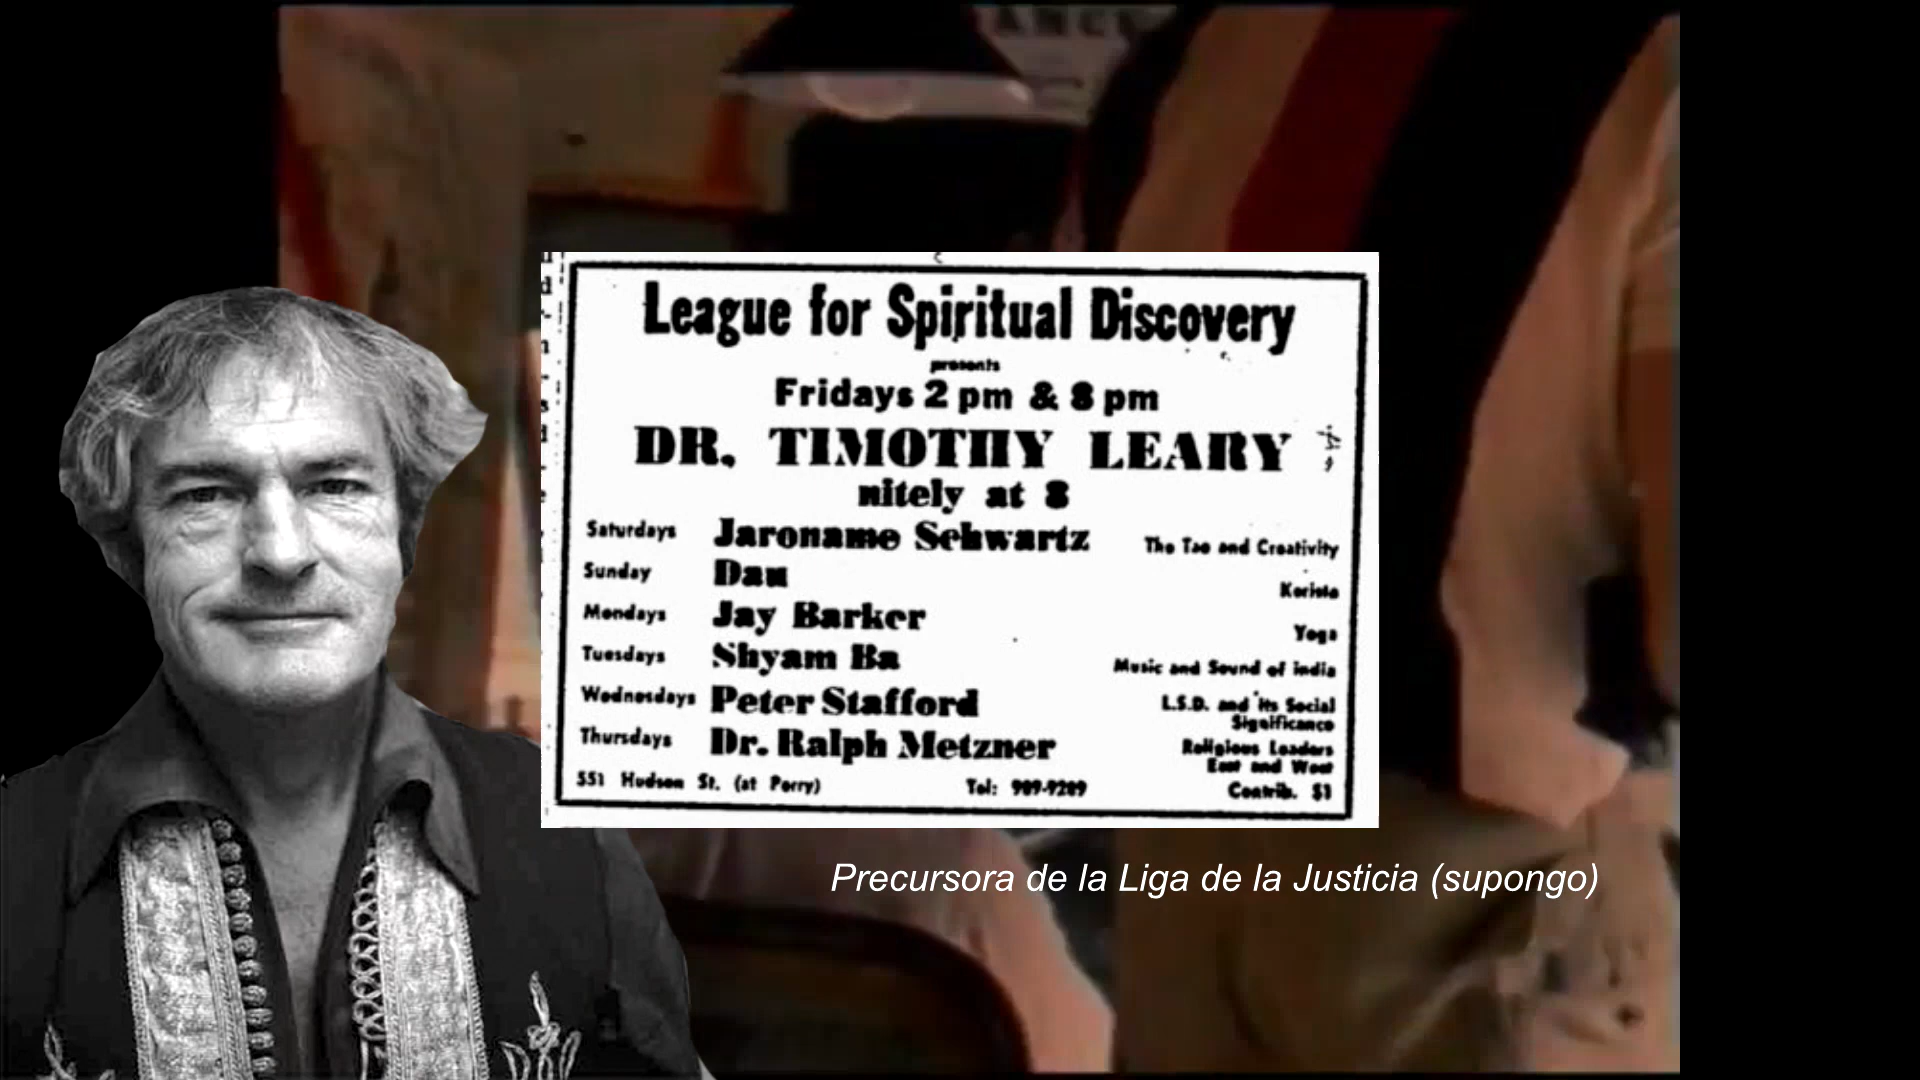 League for Spiritual Discovery
presents
Fridays 2 pm & 8 pm
DR. TIMOTHY LEARY
nitely at 8
Saturdays Jaroname Schwartz The Tao and Creativity
Sunday Dau Kerista
Mondays Jay Barker Yoga
Tuesdays Shyam Ba Music and Sound of india
Wednesdays Peter Stafford L.S.D. and its Social
Significance
Thursdays Dr. Ralph Metzner Religious Leaders
East and West
551 Hudson St. (at Perry) Tel: 989-9289 Contrib. $1
Precursora de la Liga de la Justicia (supongo)